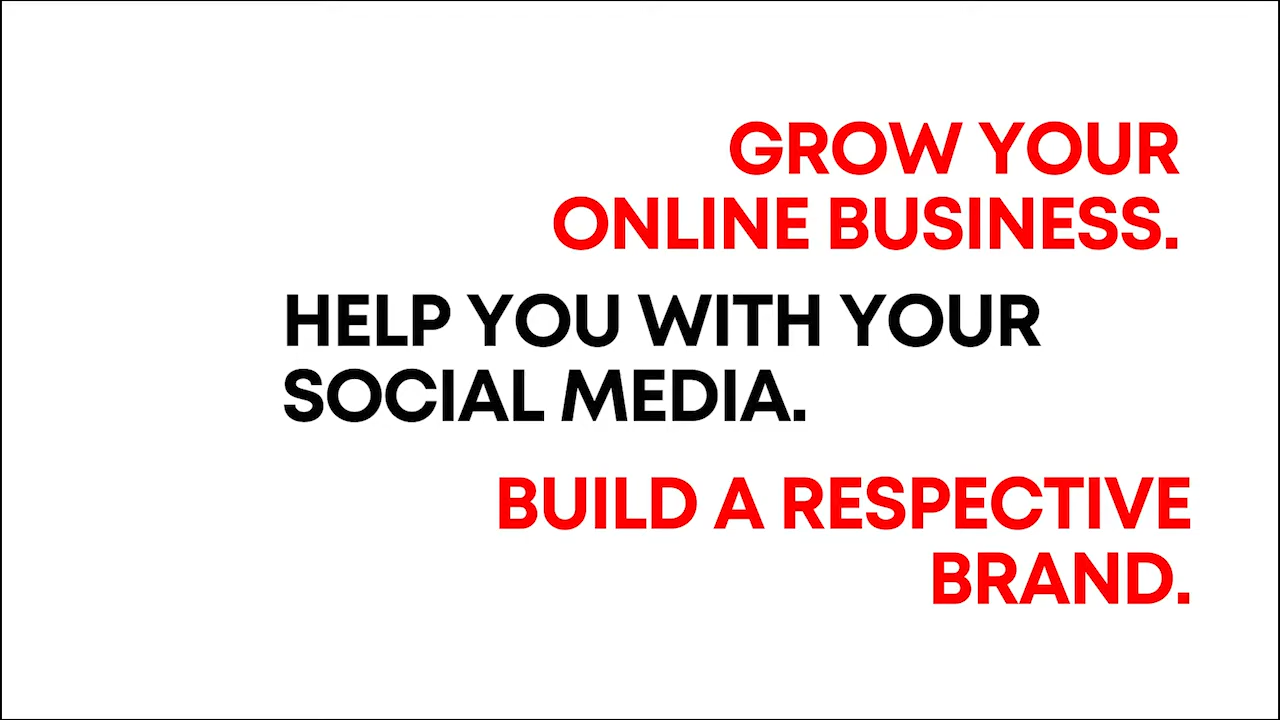 GROW YOUR
ONLINE BUSINESS.
HELP YOU WITH YOUR
SOCIAL MEDIA.
BUILD A RESPECTIVE
BRAND.